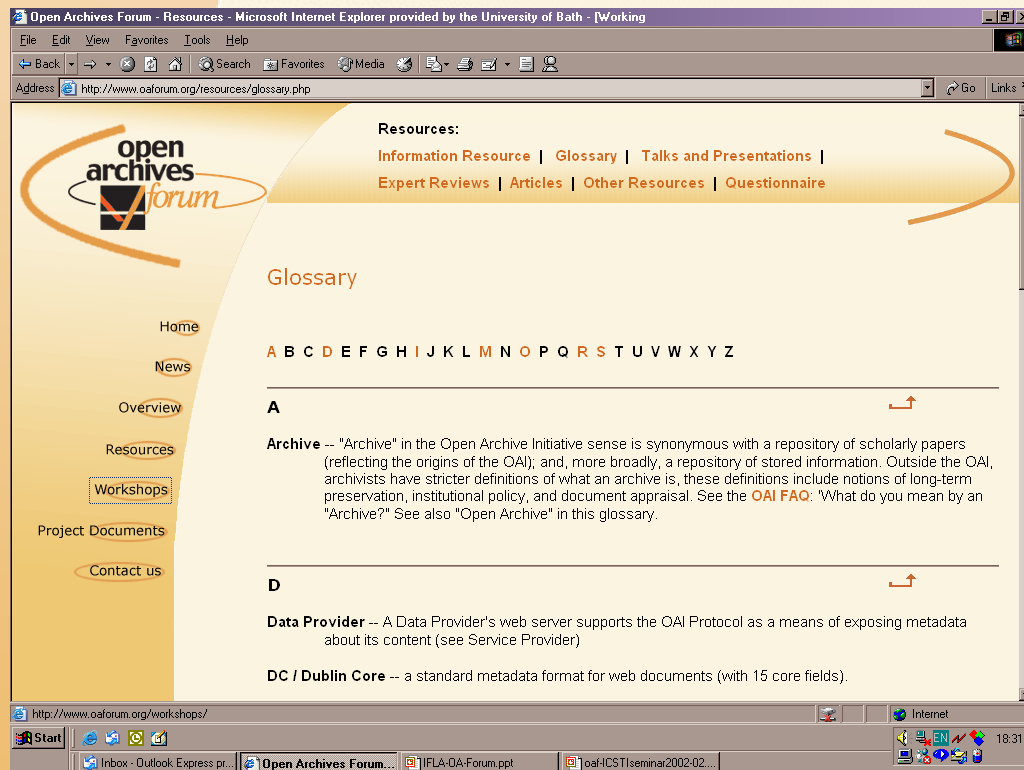 Open Archives Forum - Resources - Microsoft Internet Explorer provided by the University of Bath - [Working
File Edit View Favorites Tools Help
Back Search Favorites Media
Address http://www.oaforum.org/resources/glossary.php Go Links
open
archives
forum
Resources:
Information Resource | Glossary | Talks and Presentations |
Expert Reviews | Articles | Other Resources | Questionnaire
Glossary
Home
News
Overview
Resources
Workshops
Project Documents
Contact us
A B C D E F G H I J K L M N O P Q R S T U V W X Y Z
A
Archive -- "Archive" in the Open Archive Initiative sense is synonymous with a repository of scholarly papers
(reflecting the origins of the OAI); and, more broadly, a repository of stored information. Outside the OAI,
archivists have stricter definitions of what an archive is, these definitions include notions of long-term
preservation, institutional policy, and document appraisal. See the OAI FAQ: 'What do you mean by an
"Archive?" See also "Open Archive" in this glossary.
D
Data Provider -- A Data Provider's web server supports the OAI Protocol as a means of exposing metadata
about its content (see Service Provider)
DC / Dublin Core -- a standard metadata format for web documents (with 15 core fields).
http://www.oaforum.org/workshops/ Internet
Start EN 18:31
Inbox - Outlook Express pr... Open Archives Forum... IFLA-OA-Forum.ppt oaf-ICSTIseminar2002-02....